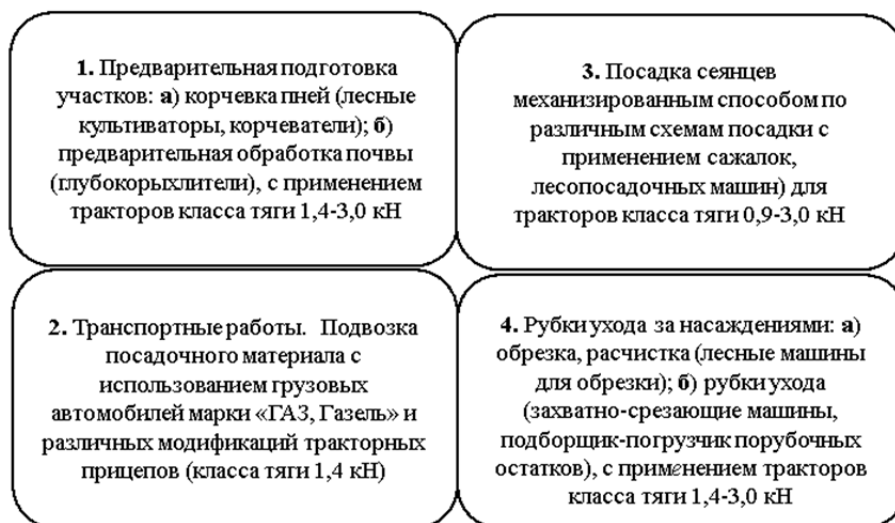 1. Предварительная подготовка
участков: а) корчевка пней (лесные
культиваторы, корчеватели); б)
предварительная обработка почвы
(глубокорыхлители), с применением
тракторов класса тяги 1,4-3,0 кН
2. Транспортные работы. Подвозка
посадочного материала с
использованием грузовых
автомобилей марки «ГАЗ, Газель» и
различных модификаций тракторных
прицепов (класса тяги 1,4 кН)
3. Посадка сеянцев
механизированным способом по
различным схемам посадки с
применением сажалок,
лесопосадочных машин) для
тракторов класса тяги 0,9-3,0 кН
4. Рубки ухода за насаждениями: а)
обрезка, расчистка (лесные машины
для обрезки); б) рубки ухода
(захватно-срезающие машины,
подборщик-погрузчик порубочных
остатков), с применением тракторов
класса тяги 1,4-3,0 кН